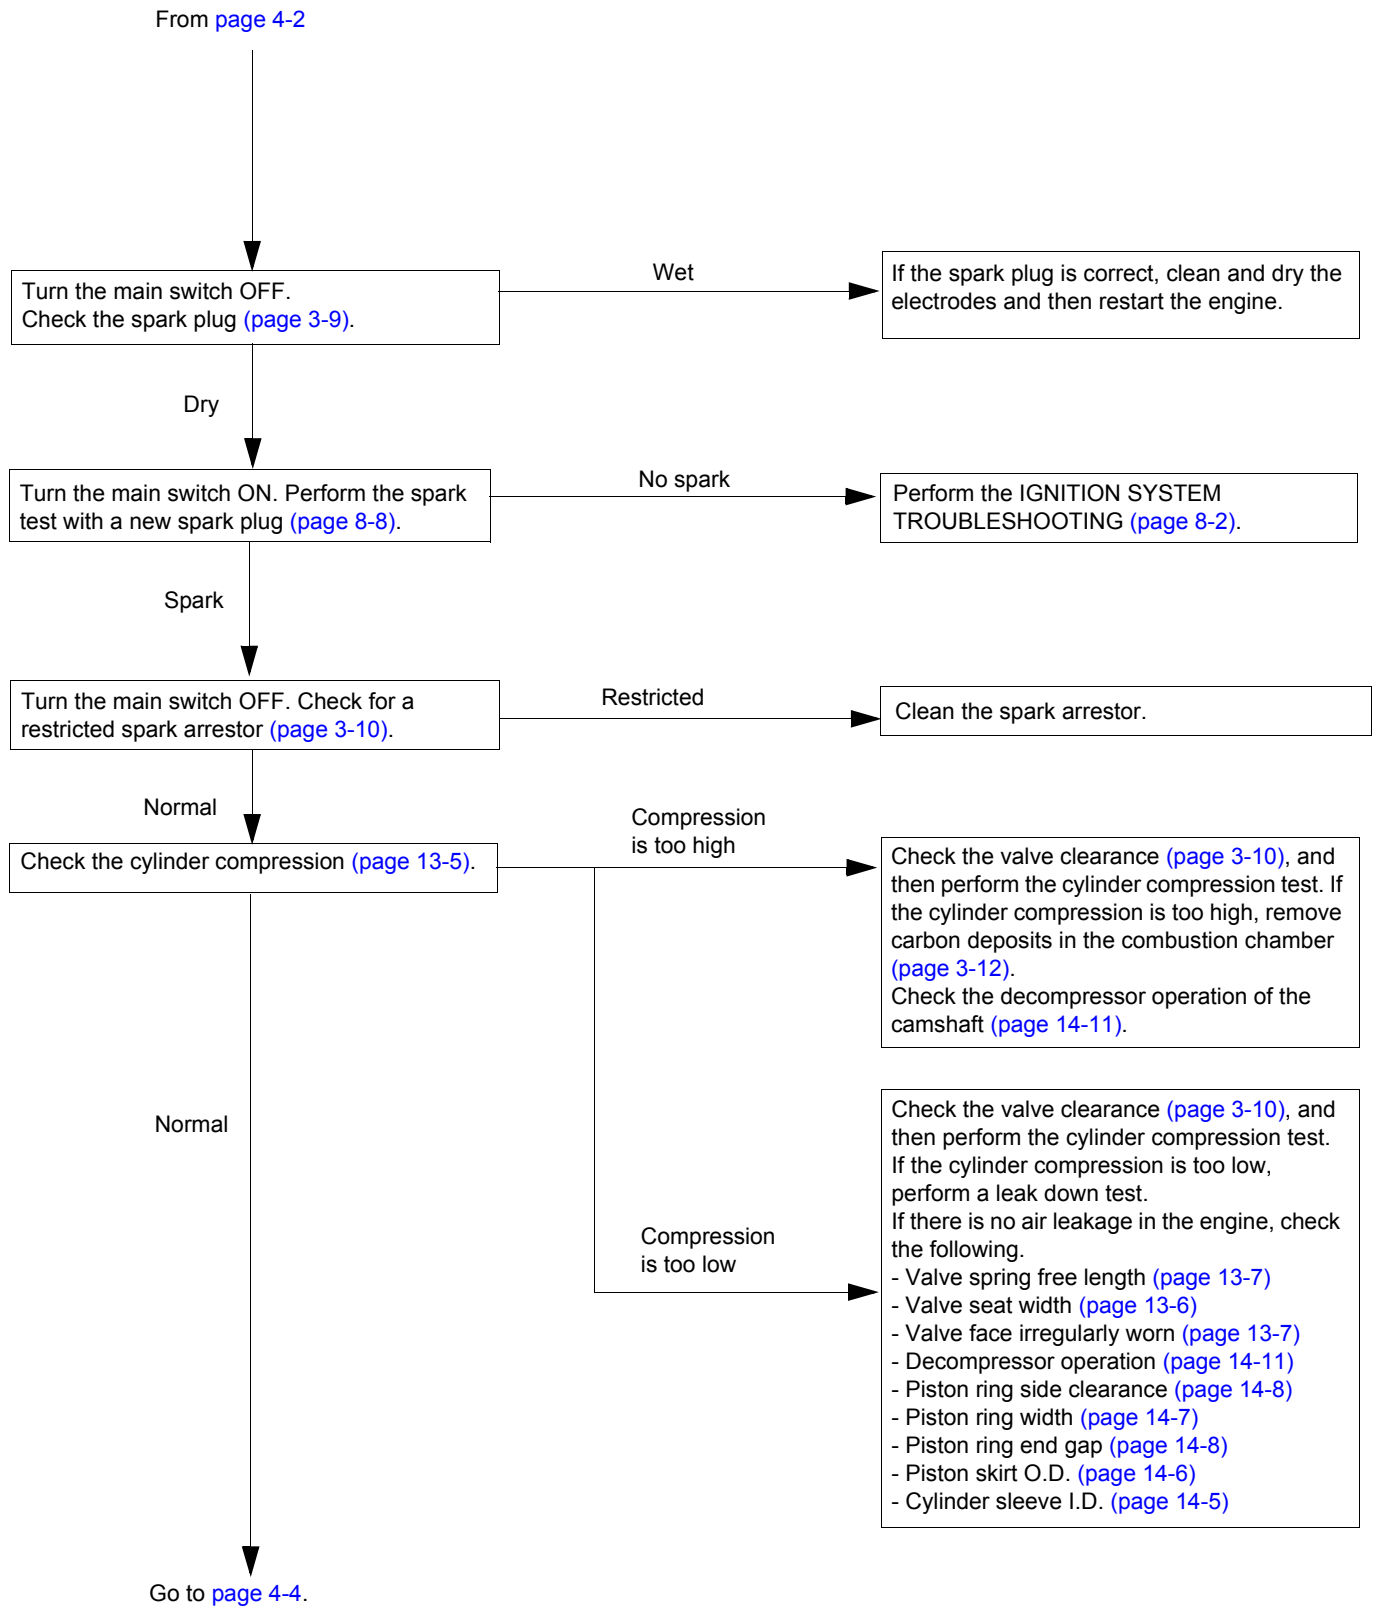 From page 4-2
Turn the main switch OFF.
Check the spark plug (page 3-9).
Wet
If the spark plug is correct, clean and dry the
electrodes and then restart the engine.
Dry
Turn the main switch ON. Perform the spark
test with a new spark plug (page 8-8).
No spark
Perform the IGNITION SYSTEM
TROUBLESHOOTING (page 8-2).
Spark
Turn the main switch OFF. Check for a
restricted spark arrestor (page 3-10).
Restricted
Clean the spark arrestor.
Normal
Check the cylinder compression (page 13-5).
Compression
is too high
Check the valve clearance (page 3-10), and
then perform the cylinder compression test. If
the cylinder compression is too high, remove
carbon deposits in the combustion chamber
(page 3-12).
Check the decompressor operation of the
camshaft (page 14-11).
Normal
Compression
is too low
Check the valve clearance (page 3-10), and
then perform the cylinder compression test.
If the cylinder compression is too low,
perform a leak down test.
If there is no air leakage in the engine, check
the following.
- Valve spring free length (page 13-7)
- Valve seat width (page 13-6)
- Valve face irregularly worn (page 13-7)
- Decompressor operation (page 14-11)
- Piston ring side clearance (page 14-8)
- Piston ring width (page 14-7)
- Piston ring end gap (page 14-8)
- Piston skirt O.D. (page 14-6)
- Cylinder sleeve I.D. (page 14-5)
Go to page 4-4.